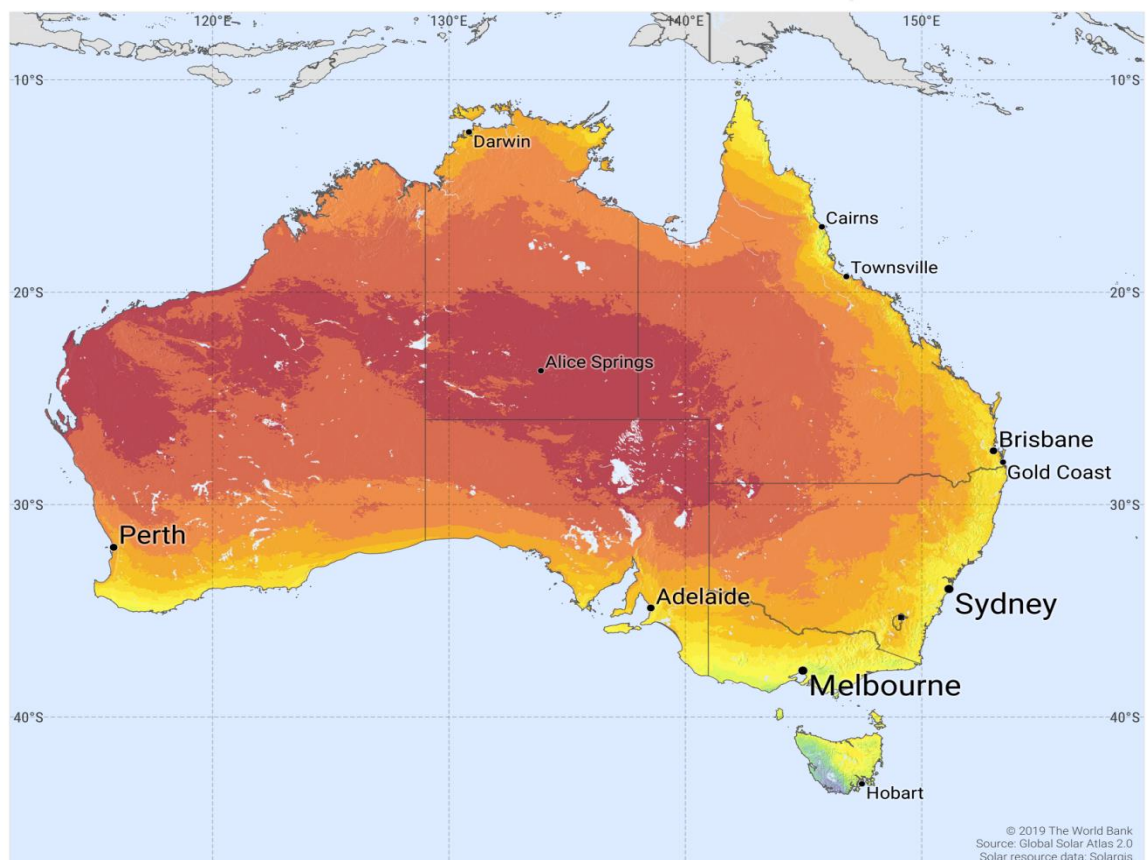 120°E 130°E 140°E 150°E
10°S 10°S
Darwin
Cairns
Townsville
20°S 20°S
Alice Springs
Brisbane
Gold Coast
30°S 30°S
Perth
Adelaide
Sydney
Melbourne
40°S 40°S
Hobart
© 2019 The World Bank
Source: Global Solar Atlas 2.0
Solar resource data: Solargis